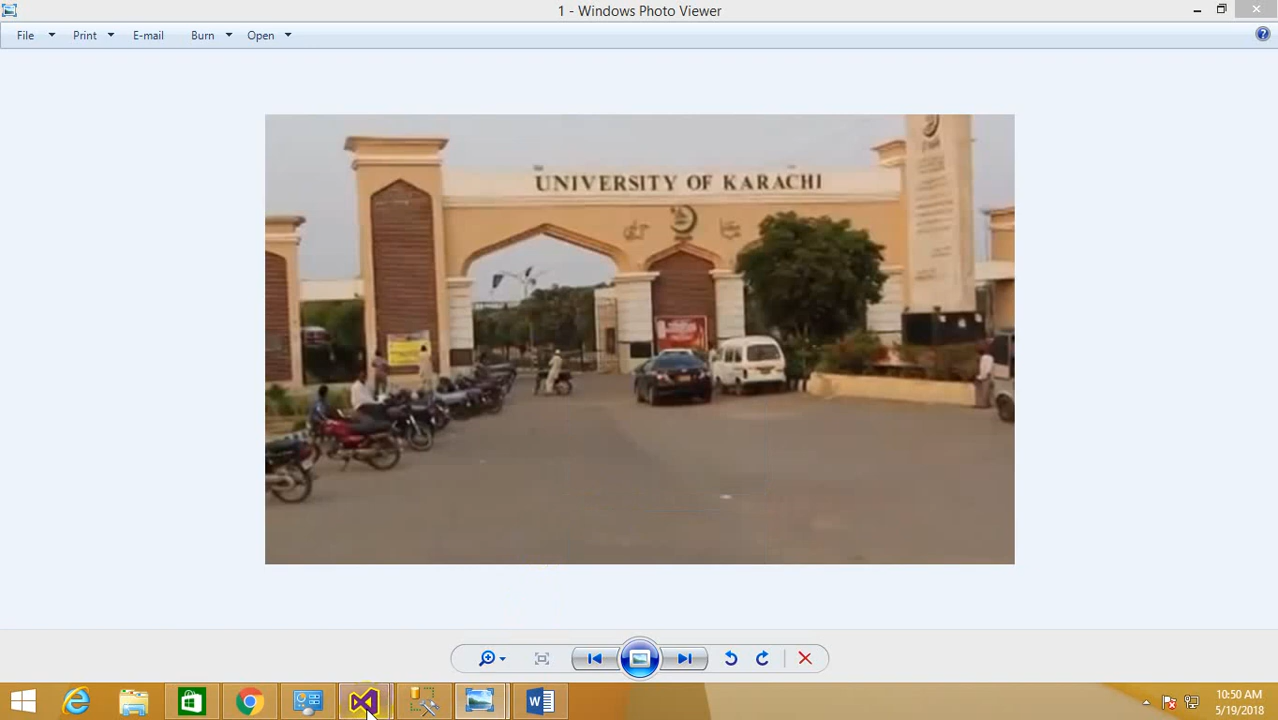 1 - Windows Photo Viewer
File Print E-mail Burn Open
UNIVERSITY OF KARACHI
10:50 AM
5/19/2018